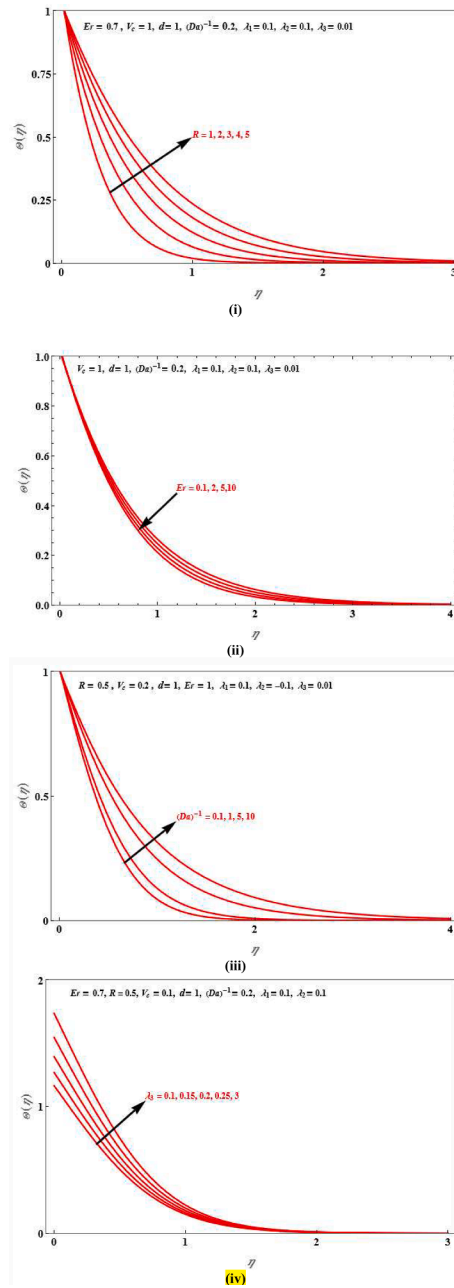 Er = 0.7 , Vc = 1, d = 1, (Da)⁻¹ = 0.2, λ₁ = 0.1, λ₂ = 0.1, λ₃ = 0.01
1
0.75
0.5
0.25
0
Θ(η)
R = 1, 2, 3, 4, 5
0 1 2 3
η
(i)
Vc = 1, d = 1, (Da)⁻¹ = 0.2, λ₁ = 0.1, λ₂ = 0.1, λ₃ = 0.01
1.0
0.8
0.6
0.4
0.2
0.0
Θ(η)
Er = 0.1, 2, 5,10
0 1 2 3 4
η
(ii)
R = 0.5 , Vc = 0.2 , d = 1, Er = 1, λ₁ = 0.1, λ₂ = -0.1, λ₃ = 0.01
1
0.5
0
Θ(η)
(Da)⁻¹ = 0.1, 1, 5, 10
0 2 4
η
(iii)
Er = 0.7, R = 0.5, Vc = 0.1, d = 1, (Da)⁻¹ = 0.2, λ₁ = 0.1, λ₂ = 0.1
2
1
0
Θ(η)
λ₃ = 0.1, 0.15, 0.2, 0.25, 3
0 1 2 3
η
(iv)